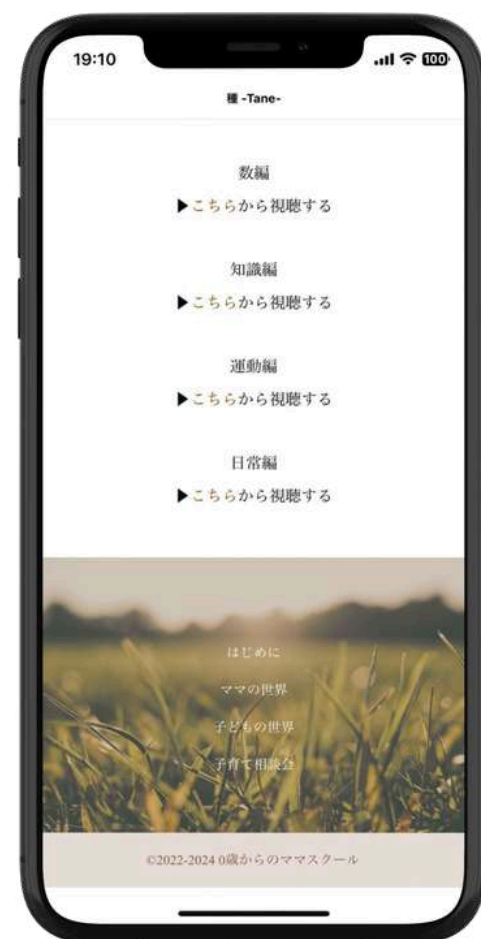 19:10
100
種 -Tane-
数編
▶こちらから視聴する
知識編
▶こちらから視聴する
運動編
▶こちらから視聴する
日常編
▶こちらから視聴する
はじめに
ママの世界
子どもの世界
子育て相談会
©2022-2024 0歳からのママスクール